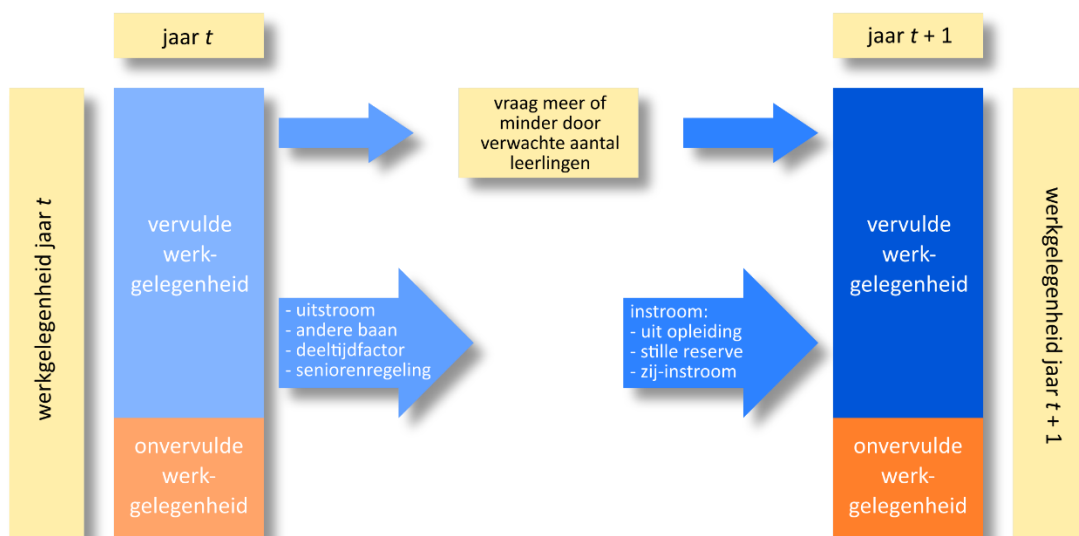 jaar t
jaar t + 1
werkgelegenheid jaar t
vervulde
werk-
gelegenheid
onvervulde
werk-
gelegenheid
vraag meer of
minder door
verwachte aantal
leerlingen
- uitstroom
- andere baan
- deeltijdfactor
- seniorenregeling
instroom:
- uit opleiding
- stille reserve
- zij-instroom
vervulde
werk-
gelegenheid
onvervulde
werk-
gelegenheid
werkgelegenheid jaar t + 1